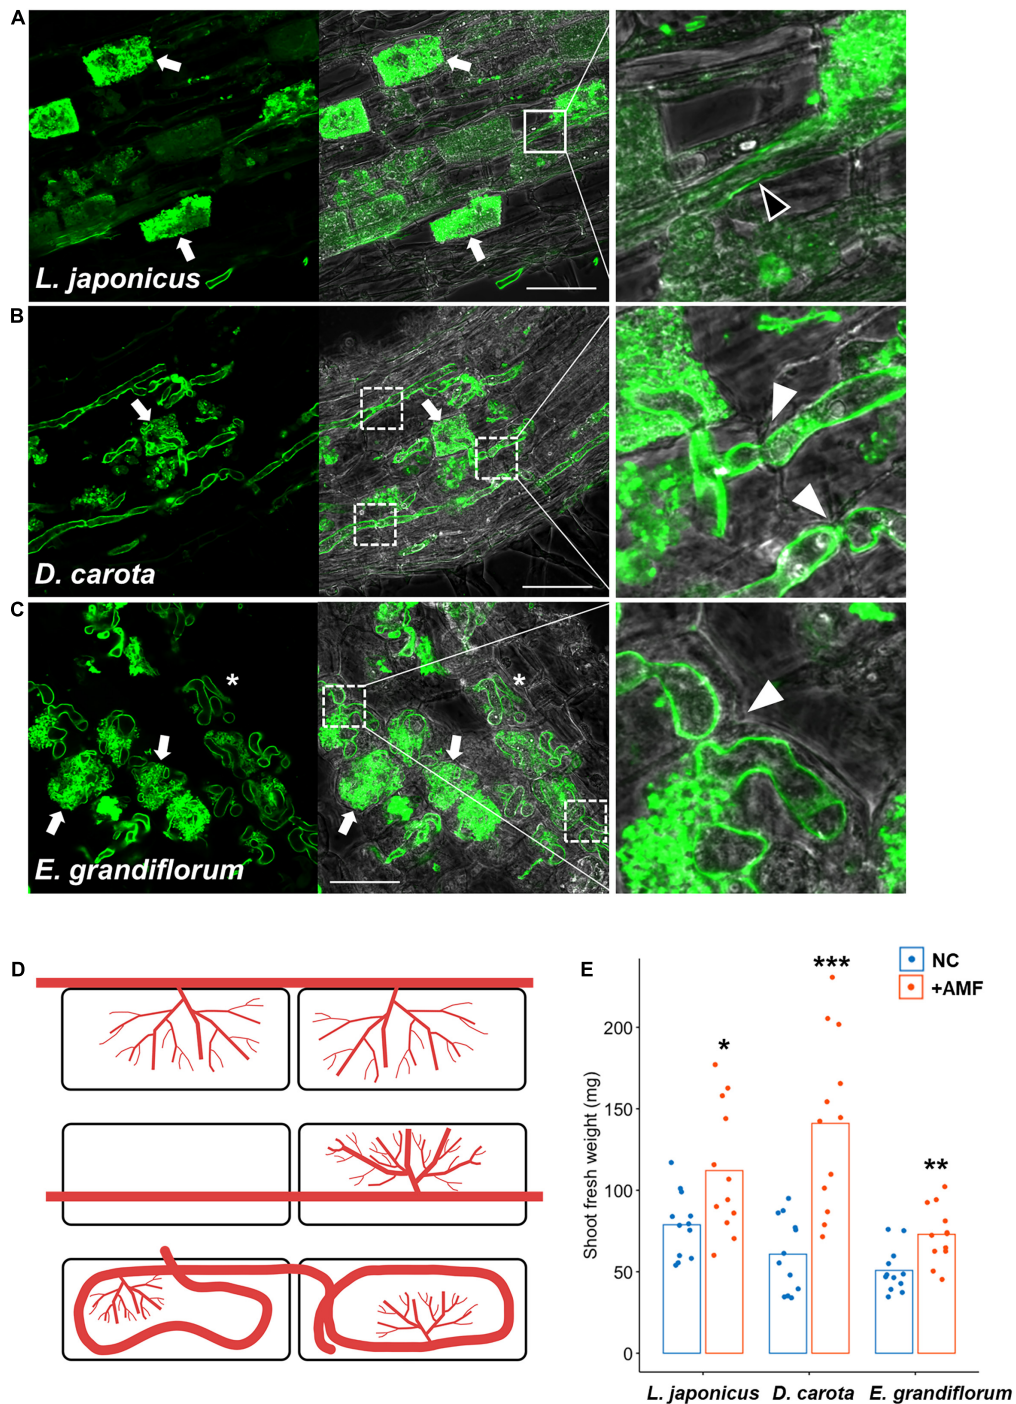 A
L. japonicus
B
D. carota
C
*
*
E. grandiflorum
D
E
NC
+AMF
Shoot fresh weight (mg)
200
150
100
50
0
*
***
**
L. japonicus
D. carota
E. grandiflorum